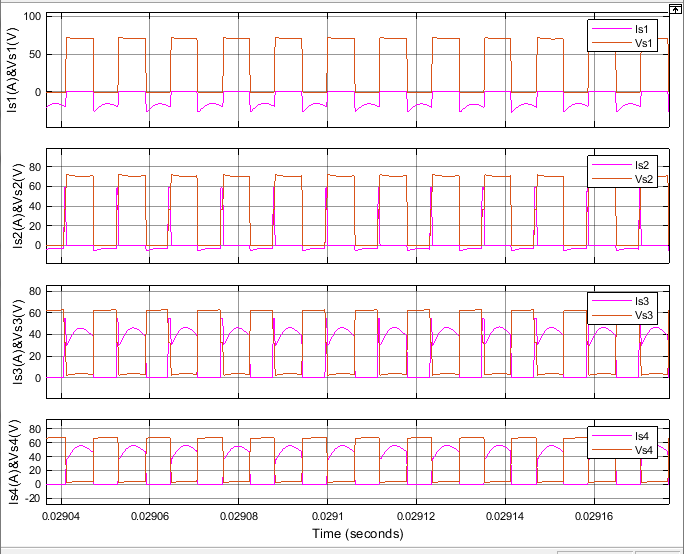 100
50
0
Is1(A)&Vs1(V)
Is1
Vs1
80
60
40
20
0
Is2(A)&Vs2(V)
Is2
Vs2
80
60
40
20
0
Is3(A)&Vs3(V)
Is3
Vs3
80
60
40
20
0
-20
Is4(A)&Vs4(V)
Is4
Vs4
0.02904
0.02906
0.02908
0.0291
0.02912
0.02914
0.02916
Time (seconds)